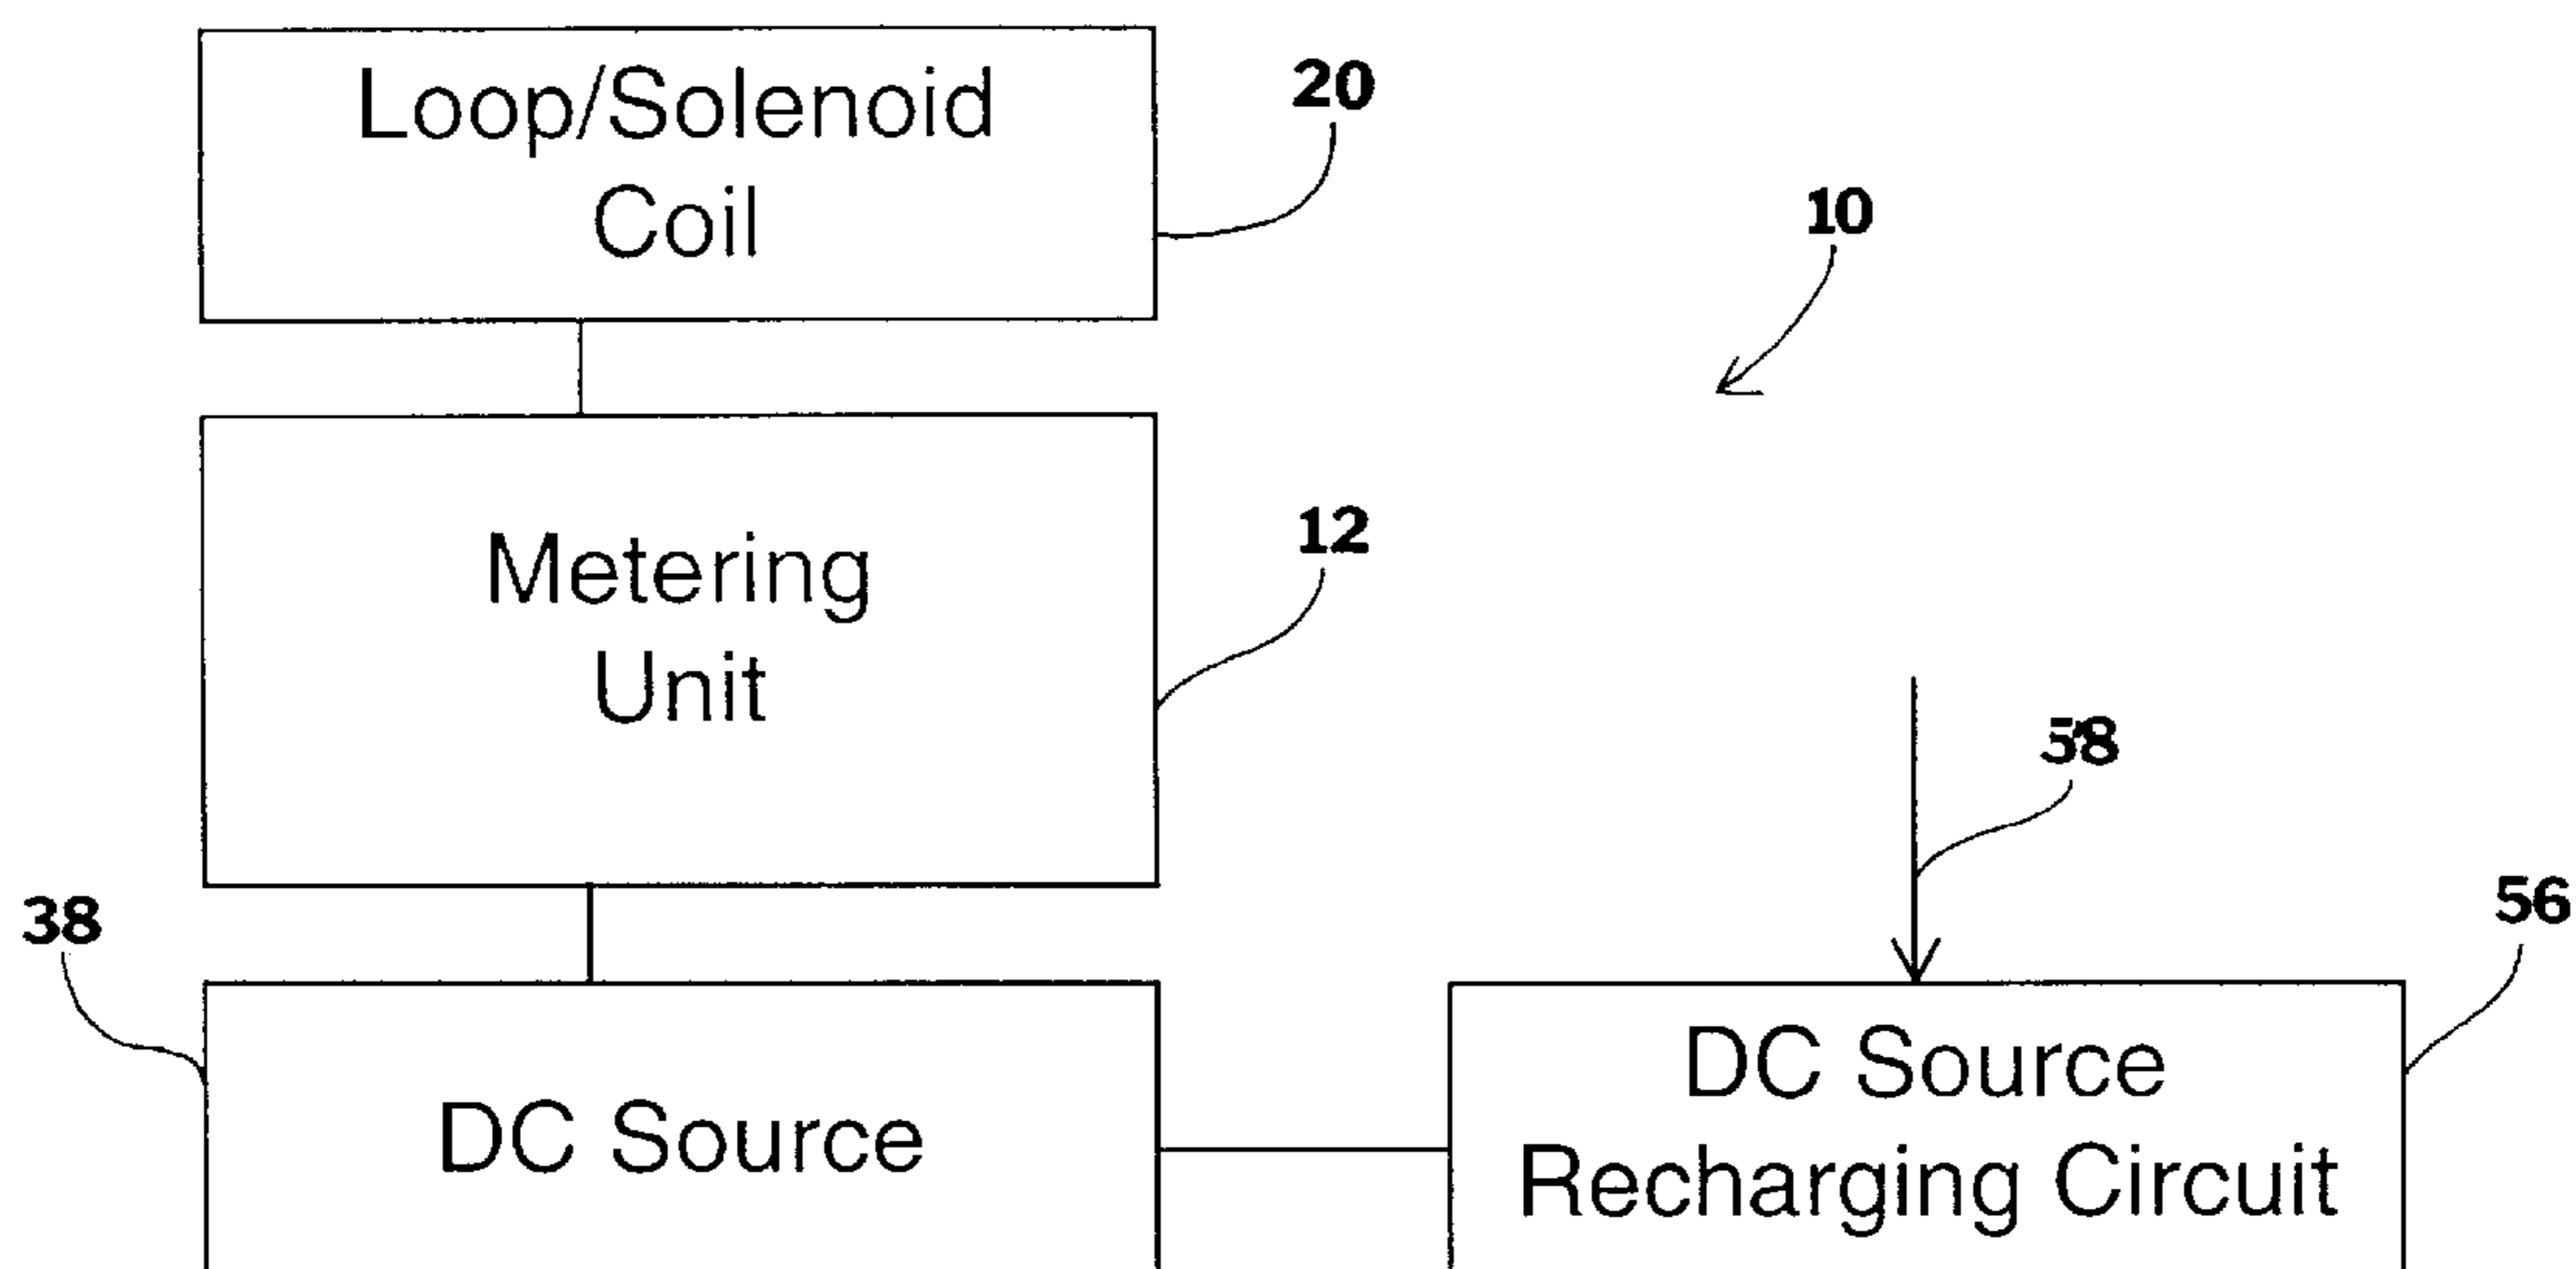 Loop/Solenoid
Coil
20
10
Metering
Unit
12
58
38
56
DC Source
DC Source
Recharging Circuit